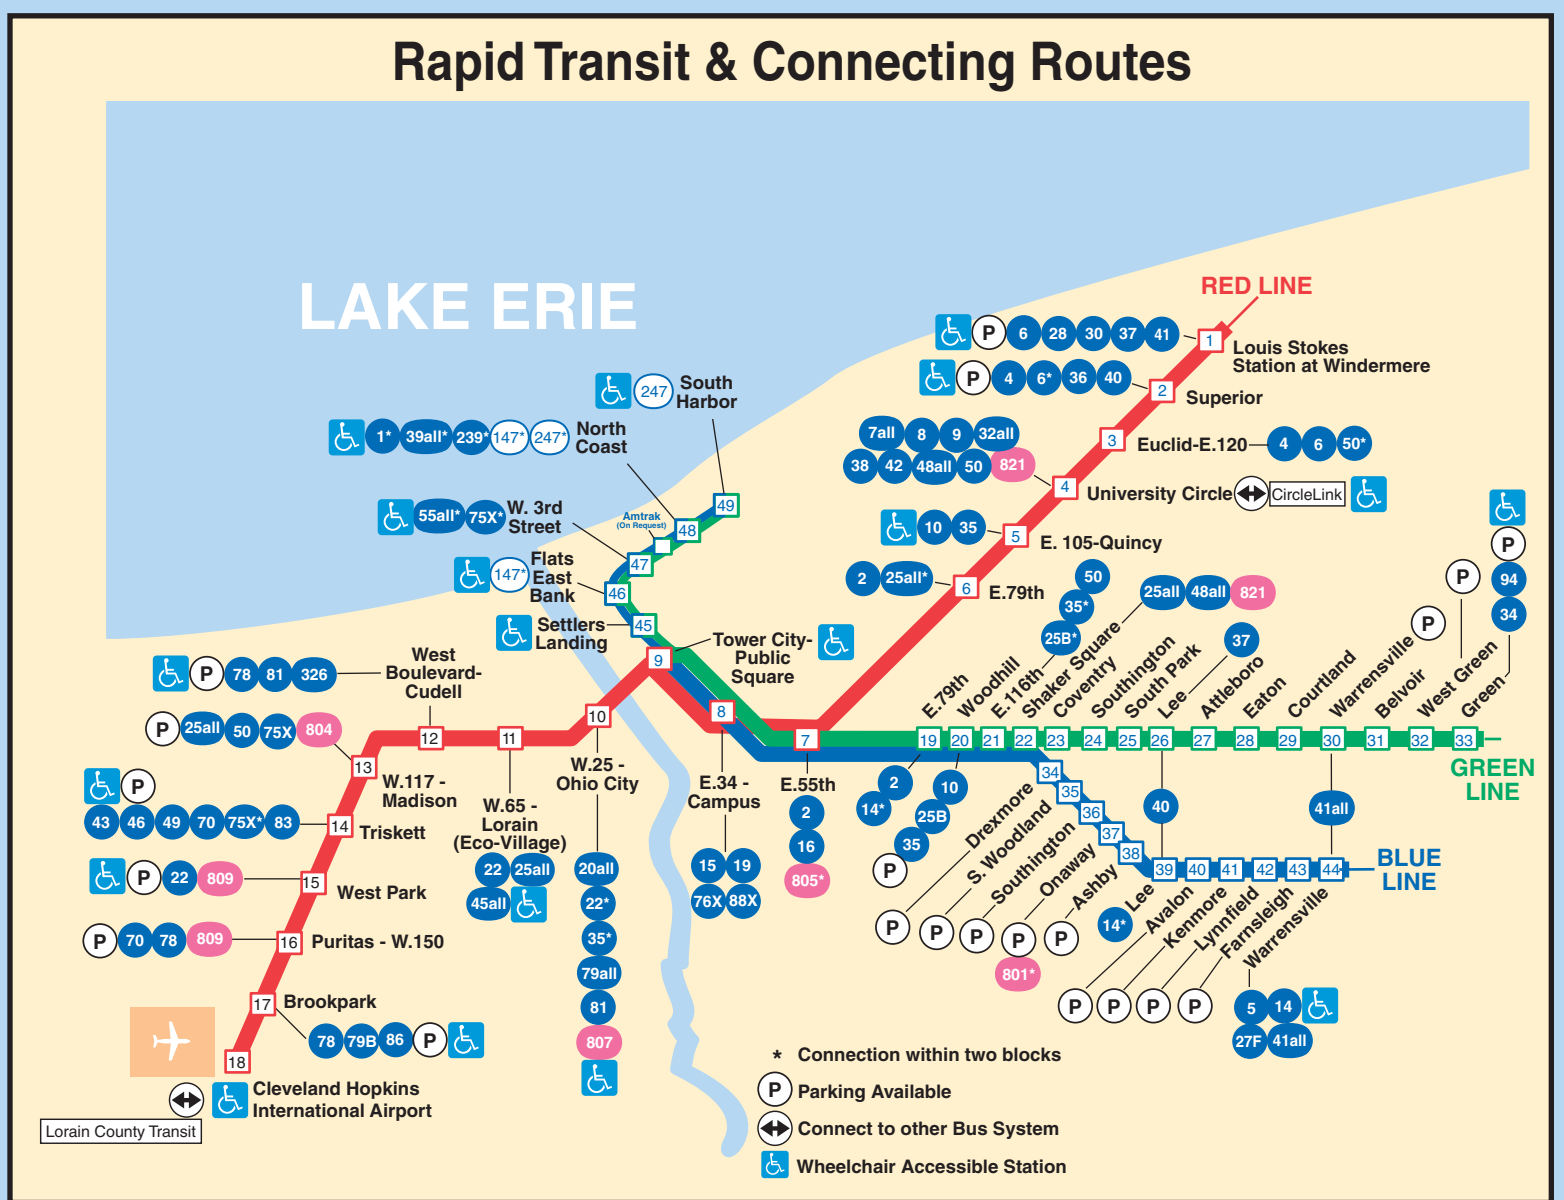 Rapid Transit & Connecting Routes
LAKE ERIE
RED LINE
P 6 28 30 37 41
1
Louis Stokes
Station at Windermere
P 4 6* 36 40
2
Superior
7all 8 9 32all
38 42 48all 50 821
3
Euclid-E.120
4 6 50*
4
University Circle
CircleLink
10 35
5
E. 105-Quincy
2 25all*
6
E.79th
247
South
Harbor
49
1* 39all* 239* 147* 247*
North
Coast
48
Amtrak
(On Request)
55all* 75X*
W. 3rd
Street
47
147*
Flats
East
Bank
46
Settlers
Landing
45
Tower City-
Public
Square
9
P 78 81 326
West
Boulevard-
Cudell
12
P 25all 50 75X 804
13
W.117 -
Madison
P
43 46 49 70 75X* 83
14
Triskett
P 22 809
15
West Park
P 70 78 809
16
Puritas - W.150
17
Brookpark
78 79B 86 P
18
Cleveland Hopkins
International Airport
Lorain County Transit
11
W.65 -
Lorain
(Eco-Village)
22 25all
45all
10
W.25 -
Ohio City
20all
22*
35*
79all
81
807
8
E.34 -
Campus
15 19
76X 88X
7
E.55th
2
16
805*
E.79th
Woodhill
E.116th
Shaker Square
Coventry
Southington
South Park
Lee
Attleboro
Eaton
Courtland
Warrensville
Belvoir
West Green
Green
50
35*
25B*
25all 48all 821
37
P
P
P
94
34
19 20 21 22 23 24 25 26 27 28 29 30 31 32 33
GREEN
LINE
2
14*
10
25B
35
P
40
41all
34
35
36
37
38
39 40 41 42 43 44
BLUE
LINE
Drexmore
S. Woodland
Southington
Onaway
Ashby
Lee
Avalon
Kenmore
Lynnfield
Farnsleigh
Warrensville
P P P P P
801*
14*
P P P P
5 14
27F 41all
* Connection within two blocks
P Parking Available
Connect to other Bus System
Wheelchair Accessible Station